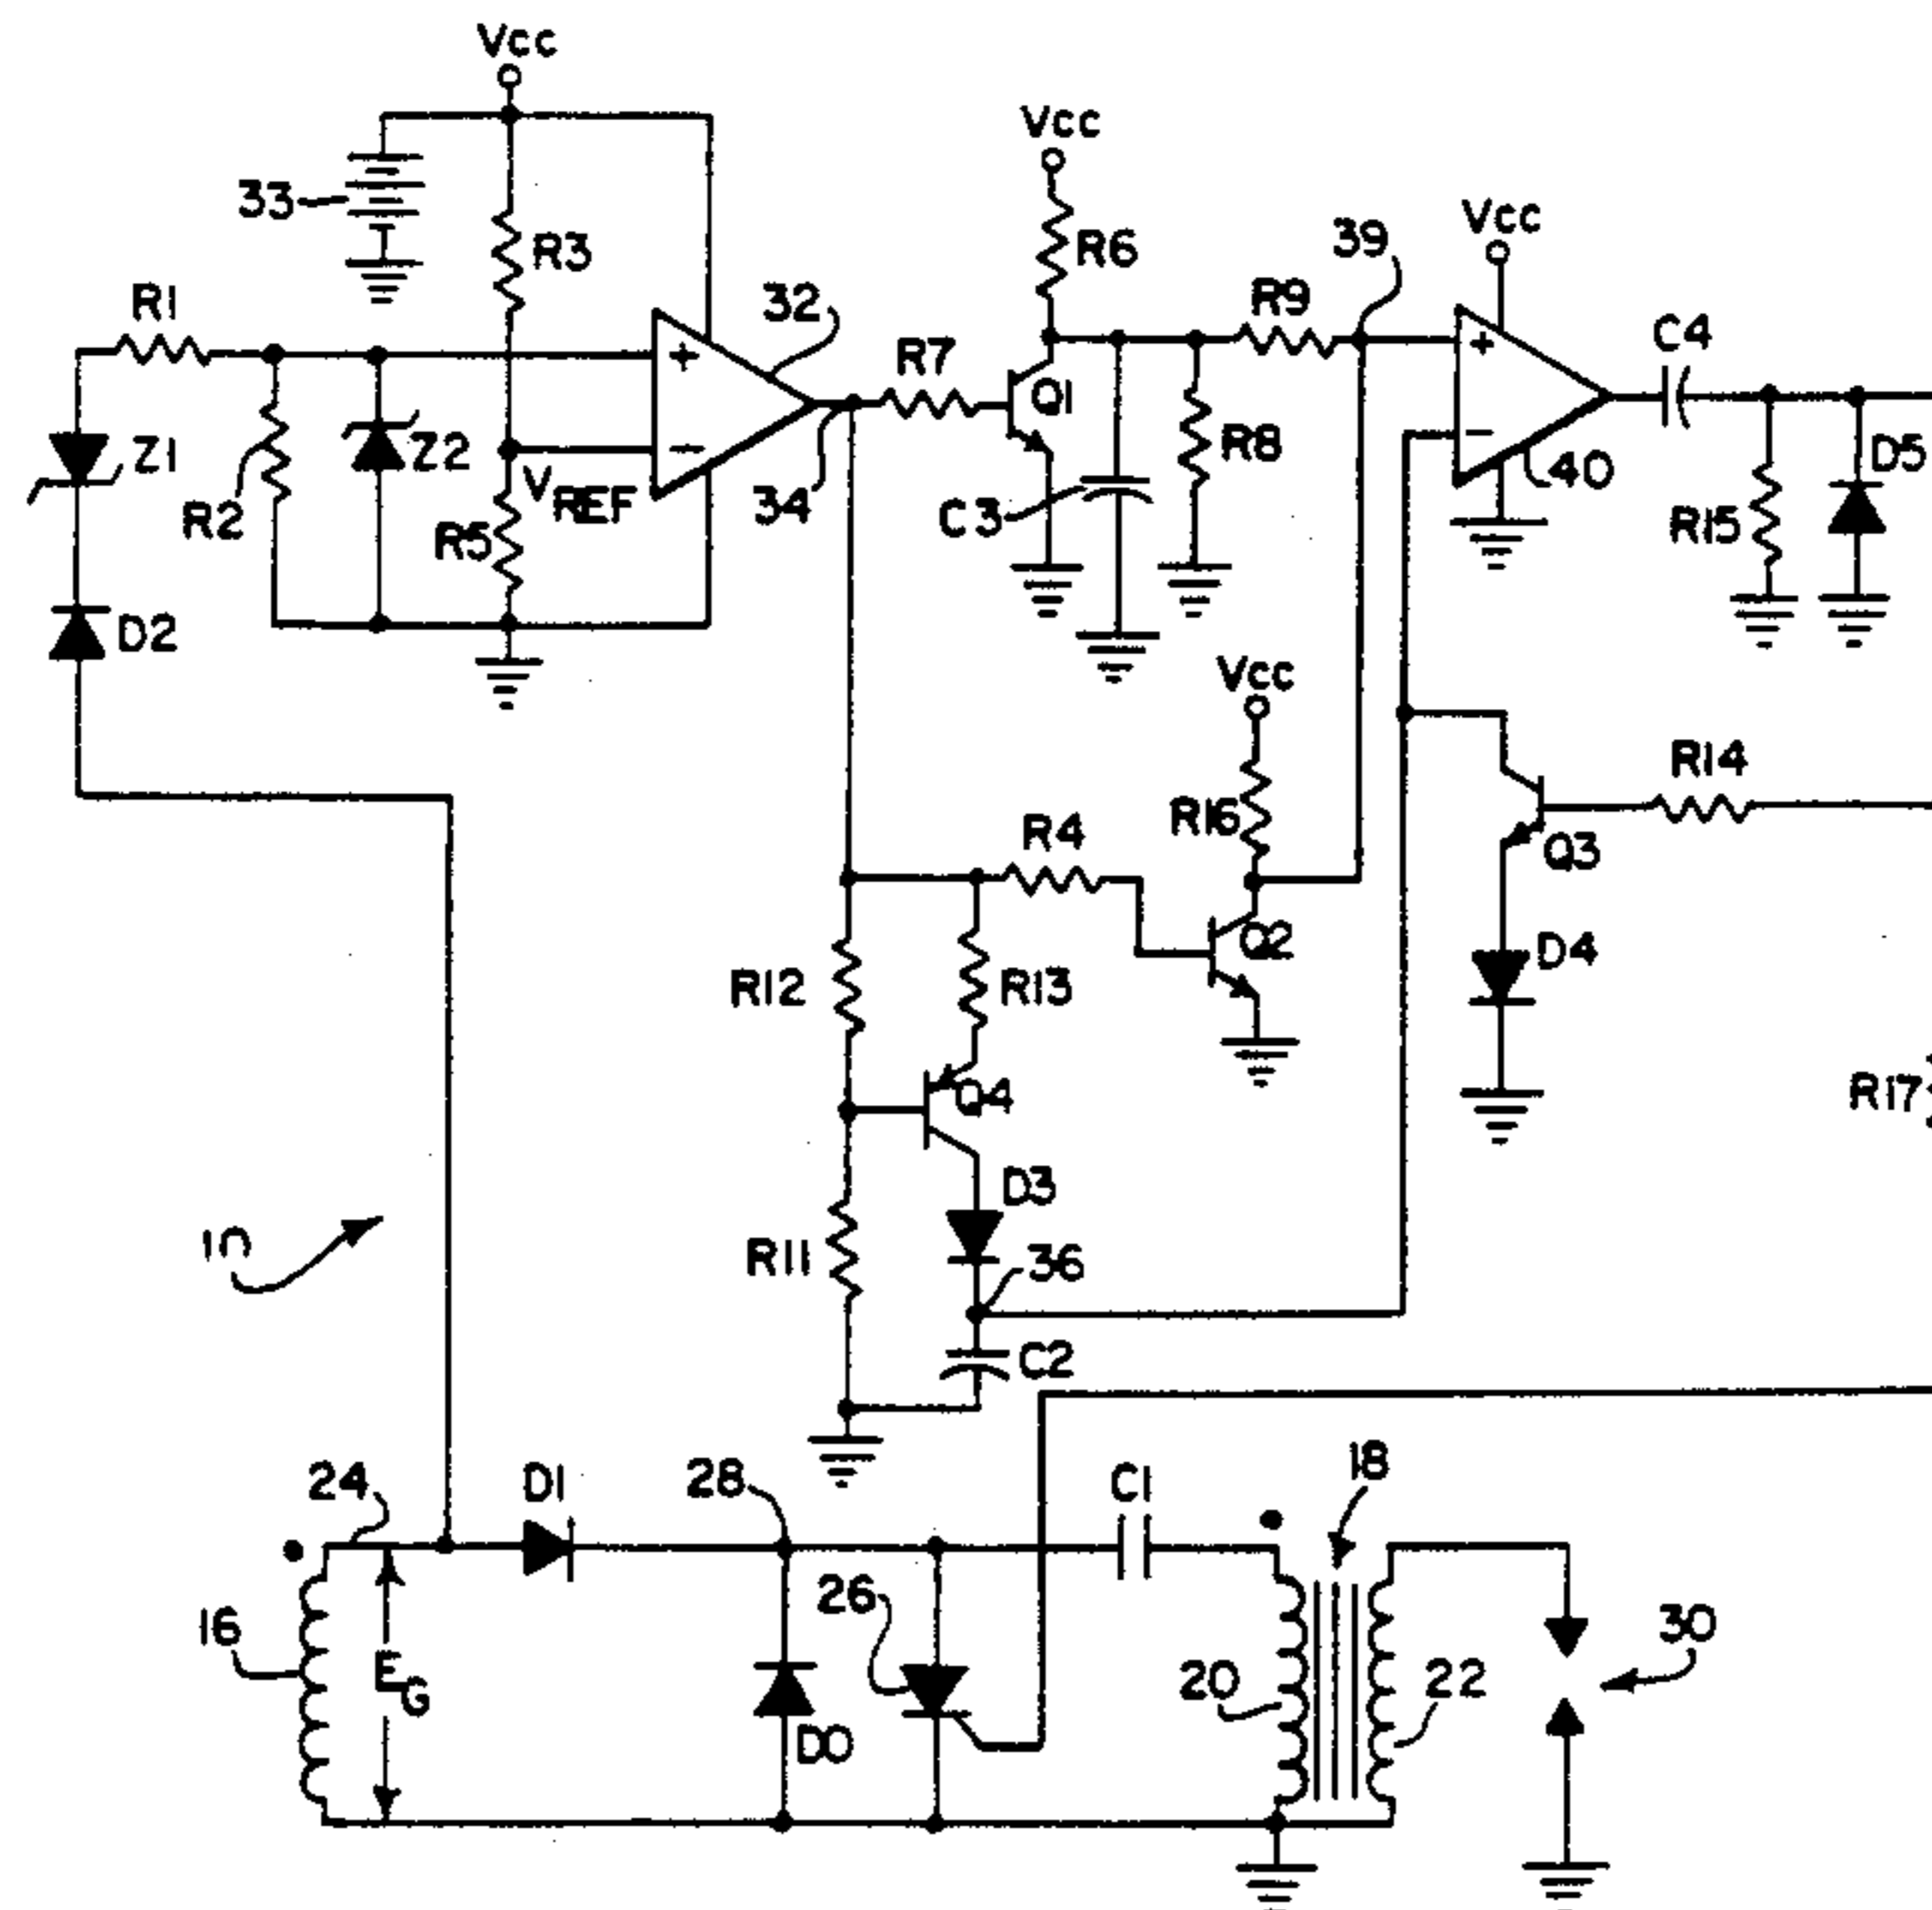 Vcc
Vcc
33
R3
R6
39
Vcc
R1
32
R9
C4
R7
+
+
Q1
Z1
Z2
R8
-
-
D5
R2
VREF
34
C3
40
R5
R15
D2
Vcc
R14
R4
R16
Q3
Q2
D4
R12
R13
Q4
R17
D3
10
R11
36
C2
24
D1
28
C1
18
16
26
30
EG
20
22
D0